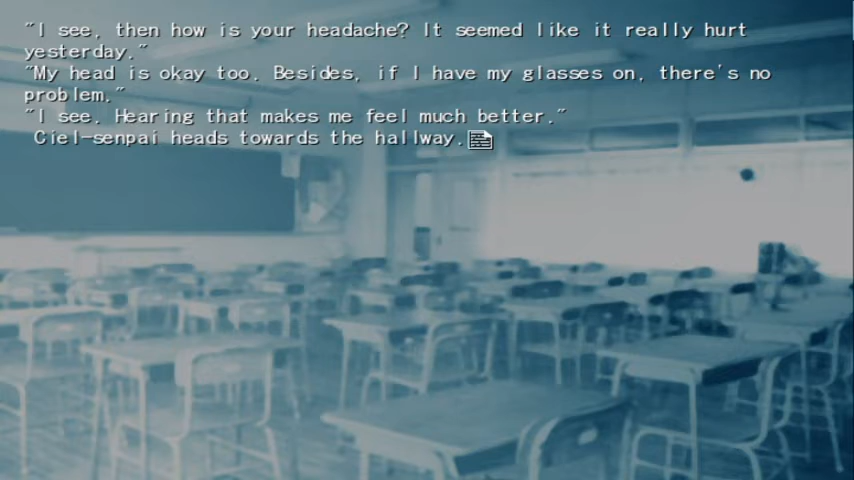 "I see, then how is your headache? It seemed like it really hurt
yesterday."
"My head is okay too. Besides, if I have my glasses on, there's no
problem."
"I see. Hearing that makes me feel much better."
Ciel-senpai heads towards the hallway.